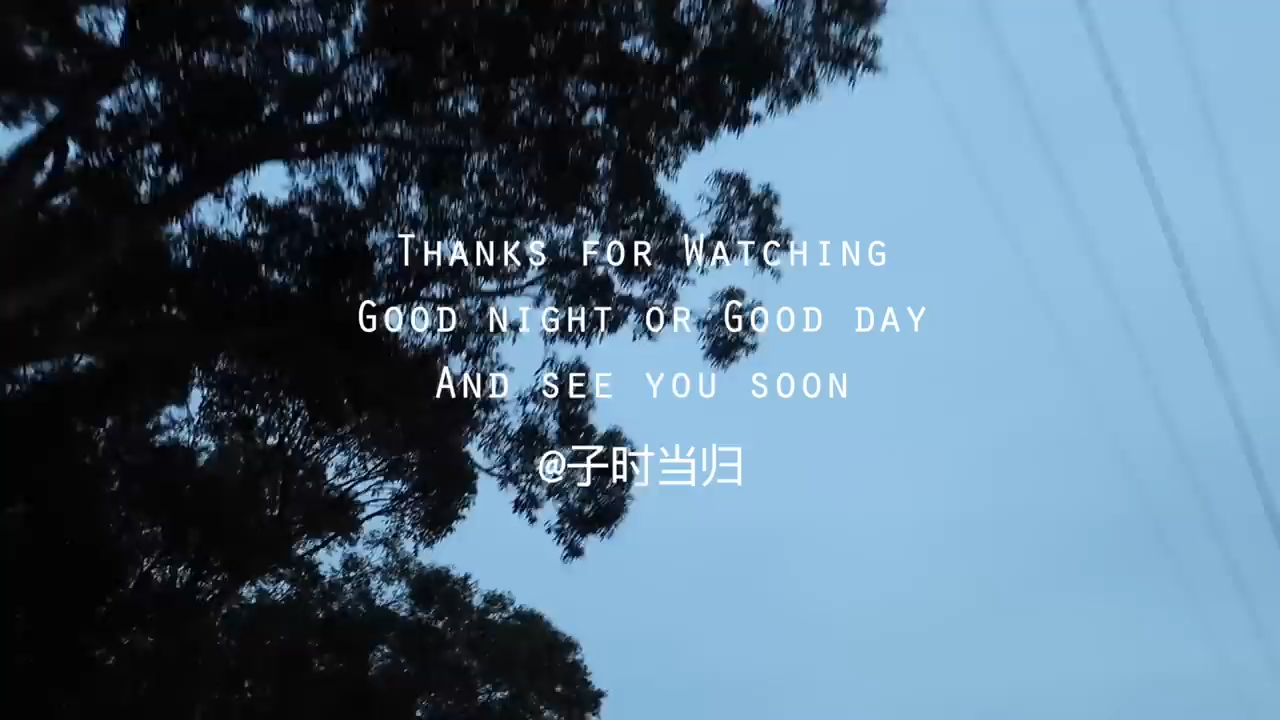 Thanks for Watching
Good night or Good day
And see you soon
@子时当归